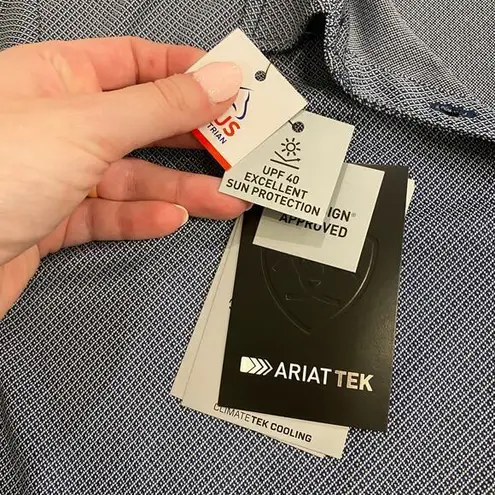 US
TRIAN
UPF 40
EXCELLENT
SUN PROTECTION
IGN®
APPROVED
ARIAT TEK
CLIMATETEK COOLING